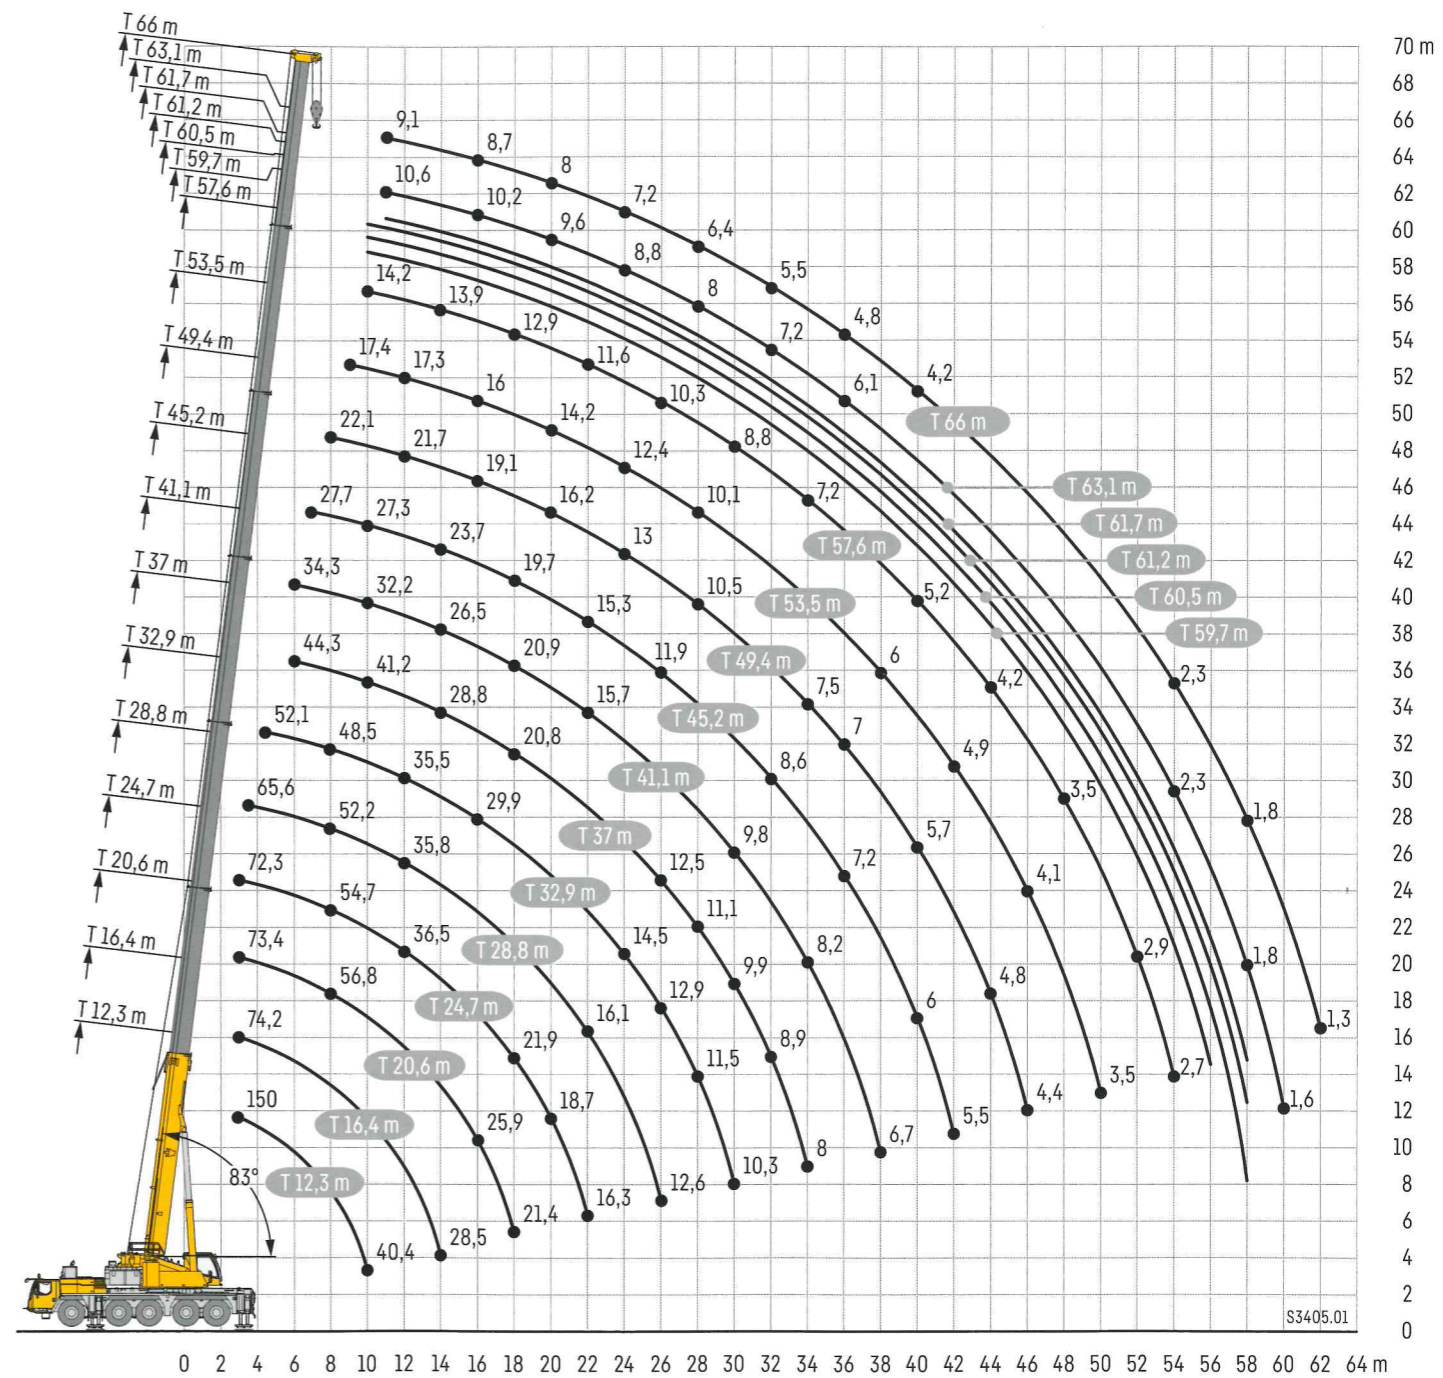 T 66 m
T 63,1 m
T 61,7 m
T 61,2 m
T 60,5 m
T 59,7 m
T 57,6 m
T 53,5 m
T 49,4 m
T 45,2 m
T 41,1 m
T 37 m
T 32,9 m
T 28,8 m
T 24,7 m
T 20,6 m
T 16,4 m
T 12,3 m
83°
9,1 8,7 8 7,2 6,4 5,5 4,8 4,2 2,3 1,8 1,3
T 66 m
10,6 10,2 9,6 8,8 8 7,2 6,1 2,3 1,8 1,6
T 63,1 m
T 61,7 m
T 61,2 m
T 60,5 m
T 59,7 m
14,2 13,9 12,9 11,6 10,3 8,8 7,2 5,2 4,2 3,5 2,9 2,7
T 57,6 m
17,4 17,3 16 14,2 12,4 10,1 6 4,9 4,1 3,5
T 53,5 m
22,1 21,7 19,1 16,2 13 10,5 7,5 7 5,7 4,8 4,4
T 49,4 m
27,7 27,3 23,7 19,7 15,3 11,9 8,6 7,2 6 5,5
T 45,2 m
34,3 32,2 26,5 20,9 15,7 9,8 8,2 6,7
T 41,1 m
44,3 41,2 28,8 20,8 12,5 11,1 9,9 8,9 8
T 37 m
52,1 48,5 35,5 29,9 14,5 12,9 11,5 10,3
T 32,9 m
65,6 52,2 35,8 16,1 12,6
T 28,8 m
72,3 54,7 36,5 21,9 18,7 16,3
T 24,7 m
73,4 56,8 25,9 21,4
T 20,6 m
74,2 28,5
T 16,4 m
150 40,4
T 12,3 m
70 m
68
66
64
62
60
58
56
54
52
50
48
46
44
42
40
38
36
34
32
30
28
26
24
22
20
18
16
14
12
10
8
6
4
2
0
S3405.01
0 2 4 6 8 10 12 14 16 18 20 22 24 26 28 30 32 34 36 38 40 42 44 46 48 50 52 54 56 58 60 62 64 m